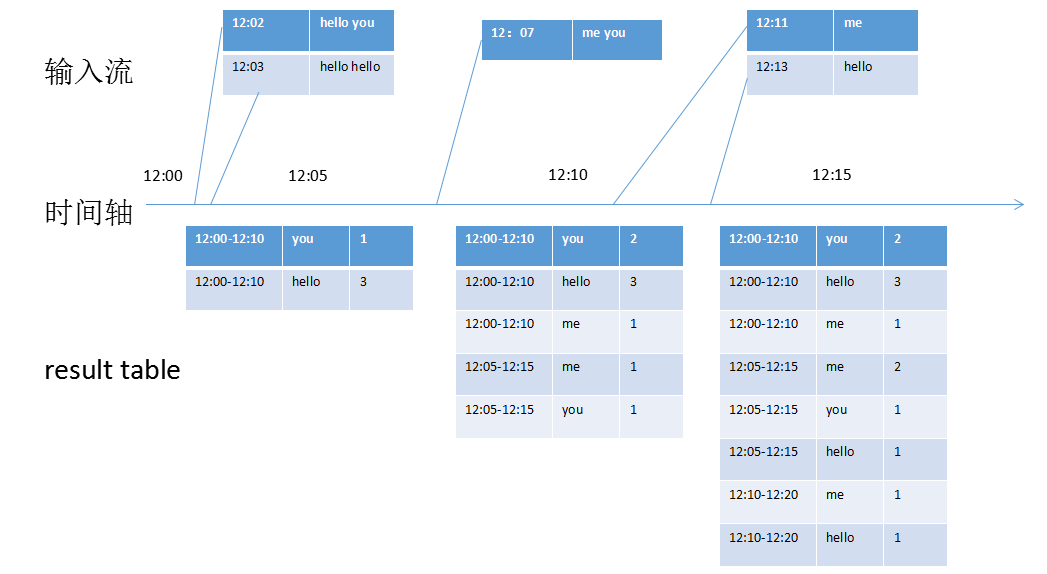 12:02 hello you
12:03 hello hello
12：07 me you
12:11 me
12:13 hello
输入流
12:00 12:05 12:10 12:15
时间轴
12:00-12:10 you 1
12:00-12:10 hello 3
12:00-12:10 you 2
12:00-12:10 hello 3
12:00-12:10 me 1
12:05-12:15 me 1
12:05-12:15 you 1
12:00-12:10 you 2
12:00-12:10 hello 3
12:00-12:10 me 1
12:05-12:15 me 2
12:05-12:15 you 1
12:05-12:15 hello 1
12:10-12:20 me 1
12:10-12:20 hello 1
result table